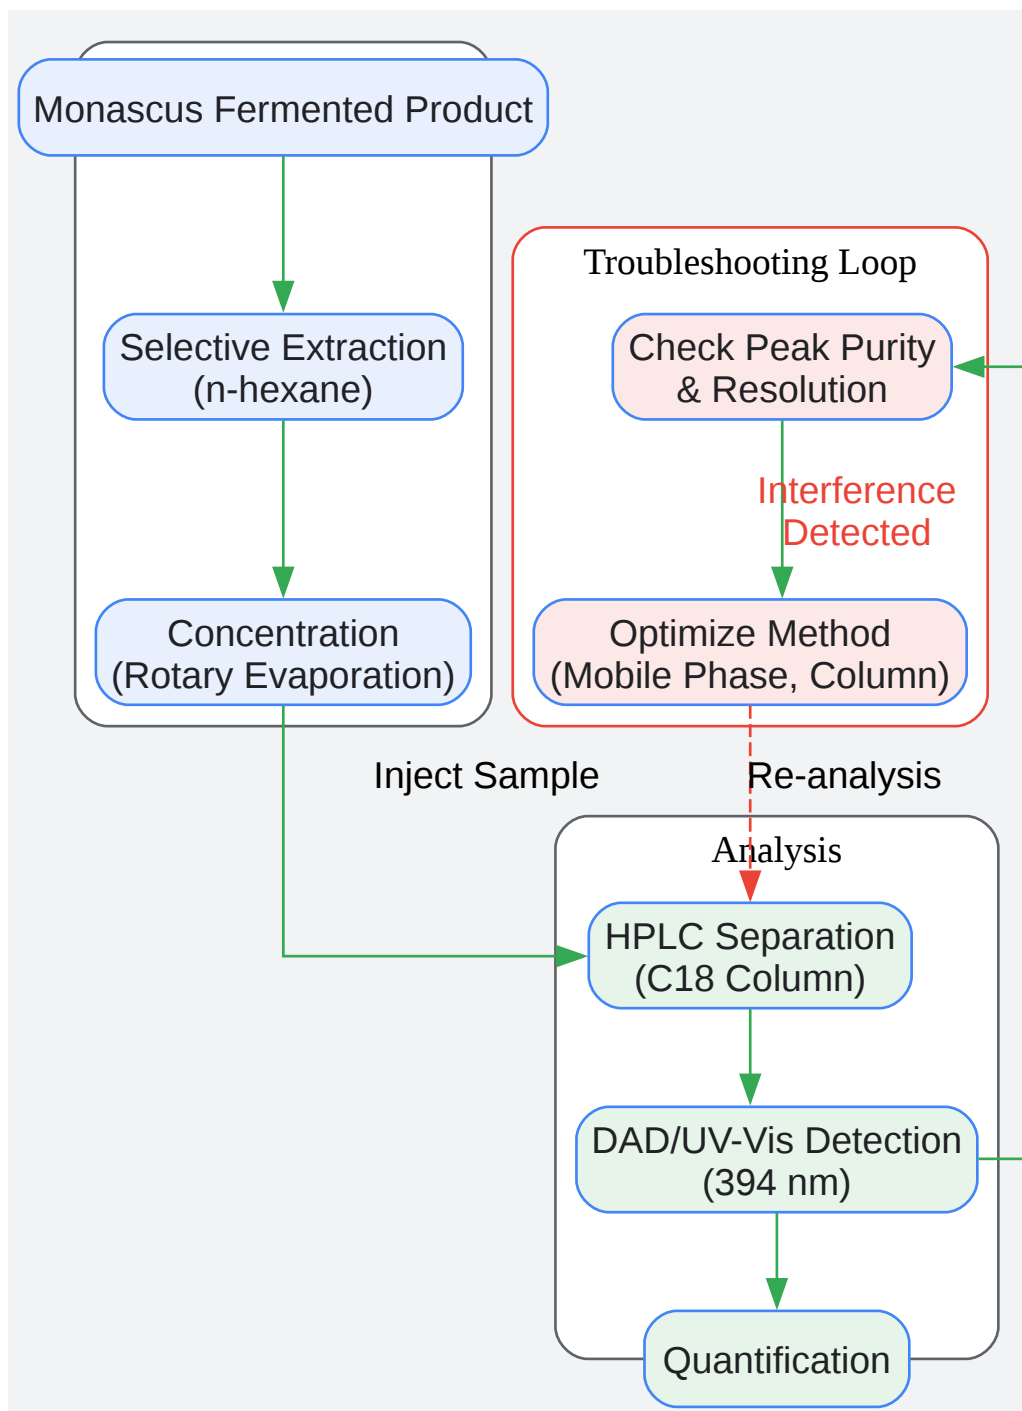 Monascus Fermented Product
Selective Extraction
(n-hexane)
Concentration
(Rotary Evaporation)
Troubleshooting Loop
Check Peak Purity
& Resolution
Interference
Detected
Optimize Method
(Mobile Phase, Column)
Inject Sample
Re-analysis
Analysis
HPLC Separation
(C18 Column)
DAD/UV-Vis Detection
(394 nm)
Quantification